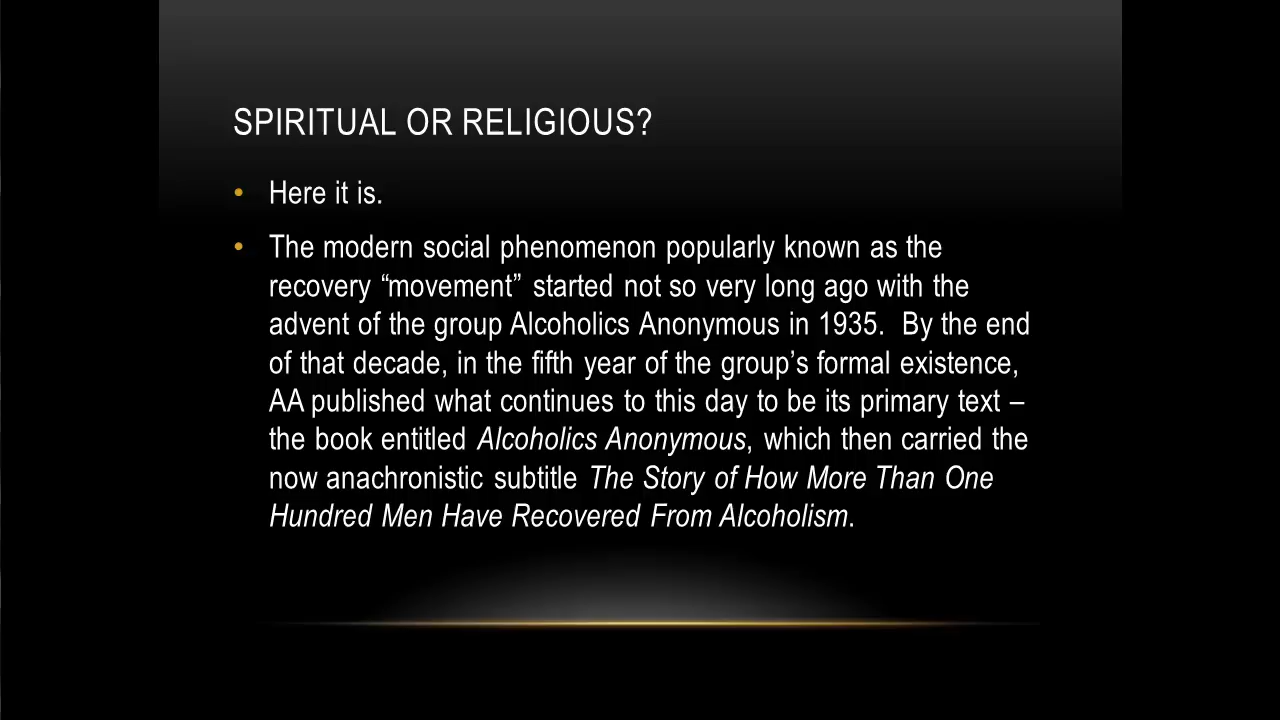 SPIRITUAL OR RELIGIOUS?
• Here it is.
• The modern social phenomenon popularly known as the
recovery “movement” started not so very long ago with the
advent of the group Alcoholics Anonymous in 1935.  By the end
of that decade, in the fifth year of the group’s formal existence,
AA published what continues to this day to be its primary text –
the book entitled Alcoholics Anonymous, which then carried the
now anachronistic subtitle The Story of How More Than One
Hundred Men Have Recovered From Alcoholism.